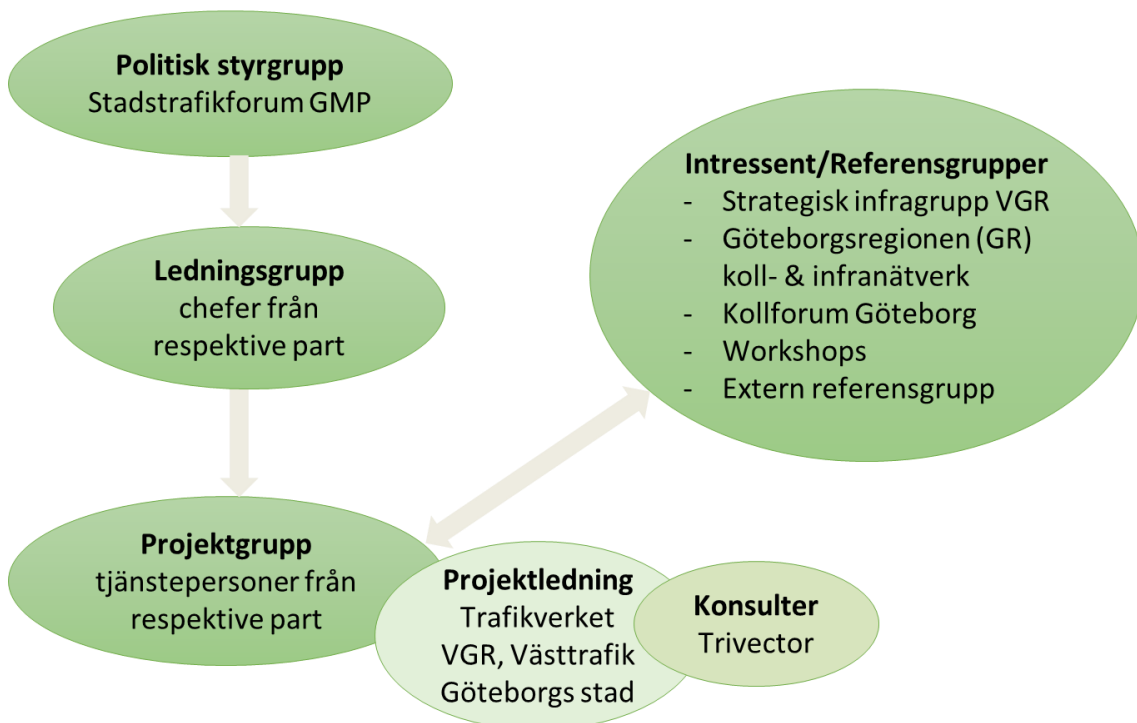 Politisk styrgrupp
Stadstrafikforum GMP
Ledningsgrupp
chefer från
respektive part
Projektgrupp
tjänstepersoner från
respektive part
Projektledning
Trafikverket
VGR, Västtrafik
Göteborgs stad
Konsulter
Trivector
Intressent/Referensgrupper
- Strategisk infragrupp VGR
- Göteborgsregionen (GR)
koll- & infranätverk
- Kollforum Göteborg
- Workshops
- Extern referensgrupp